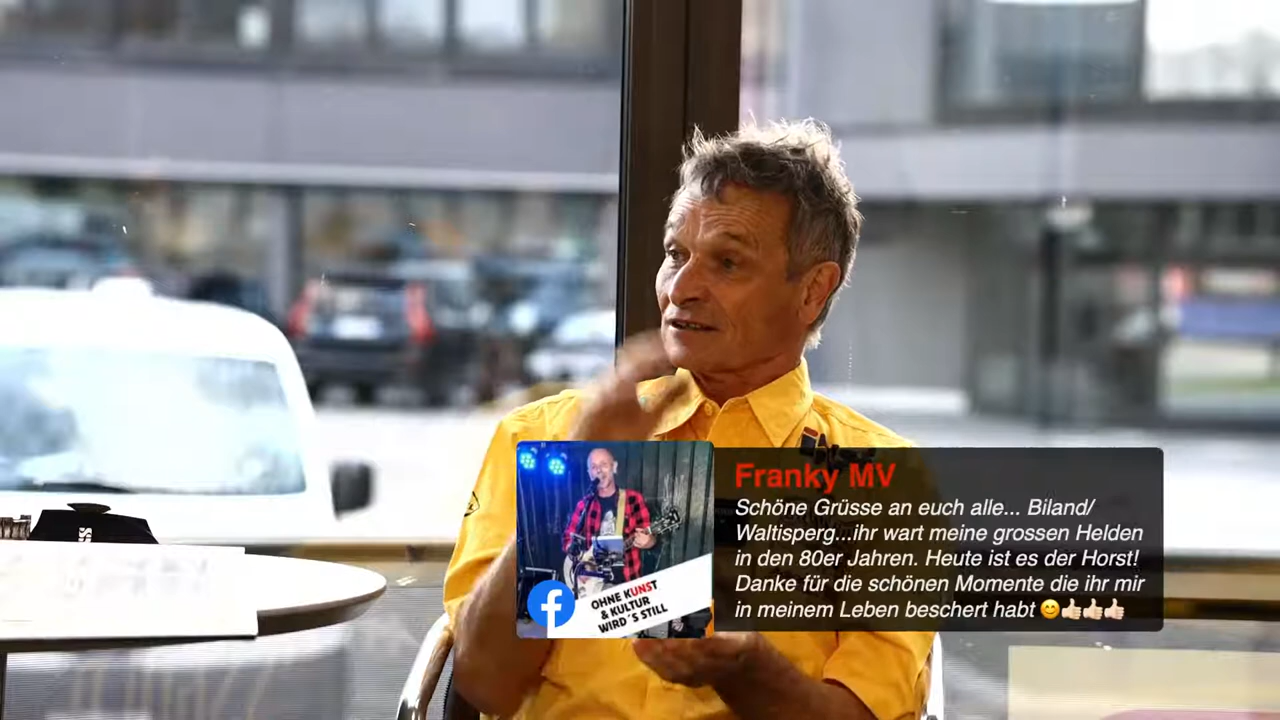 Franky MV
Schöne Grüsse an euch alle... Biland/
Waltisperg...ihr wart meine grossen Helden
in den 80er Jahren. Heute ist es der Horst!
Danke für die schönen Momente die ihr mir
in meinem Leben beschert habt 😊👍🏻👍🏻👍🏻
OHNE KUNST
& KULTUR
WIRD´S STILL